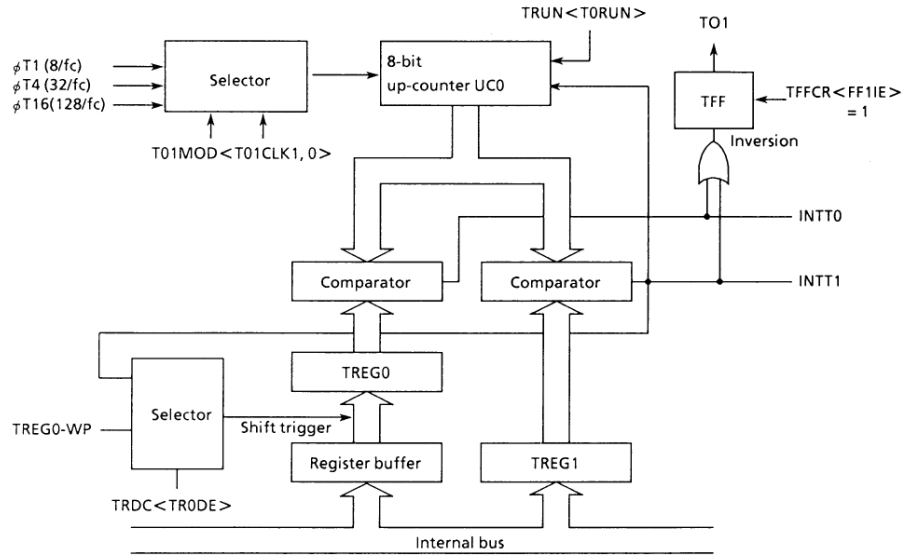 TRUN<T0RUN>
TO1
ϕT1 (8/fc)
ϕT4 (32/fc)
ϕT16 (128/fc)
Selector
8-bit
up-counter UC0
TFF
TFFCR<FF1IE>
= 1
Inversion
T01MOD<T01CLK1, 0>
INTT0
Comparator
Comparator
INTT1
TREG0
Selector
TREG0-WP
Shift trigger
Register buffer
TREG1
TRDC<TR0DE>
Internal bus